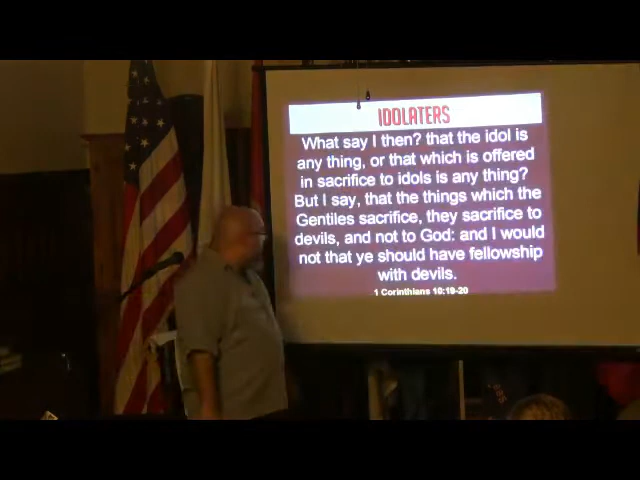 IDOLATERS
What say I then? that the idol is
any thing, or that which is offered
in sacrifice to idols is any thing?
But I say, that the things which the
Gentiles sacrifice, they sacrifice to
devils, and not to God: and I would
not that ye should have fellowship
with devils.
1 Corinthians 10:19-20